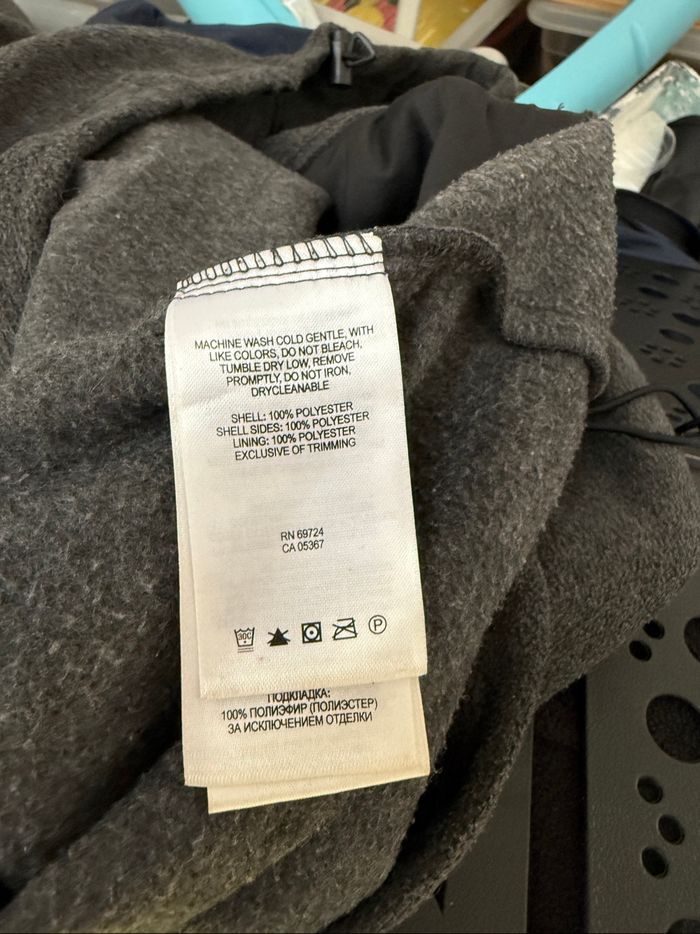 MACHINE WASH COLD GENTLE, WITH
LIKE COLORS, DO NOT BLEACH,
TUMBLE DRY LOW, REMOVE
PROMPTLY, DO NOT IRON,
DRYCLEANABLE
SHELL: 100% POLYESTER
SHELL SIDES: 100% POLYESTER
LINING: 100% POLYESTER
EXCLUSIVE OF TRIMMING
RN 69724
CA 05367
30C
P
ПОДКЛАДКА:
100% ПОЛИЭФИР (ПОЛИЭСТЕР)
ЗА ИСКЛЮЧЕНИЕМ ОТДЕЛКИ